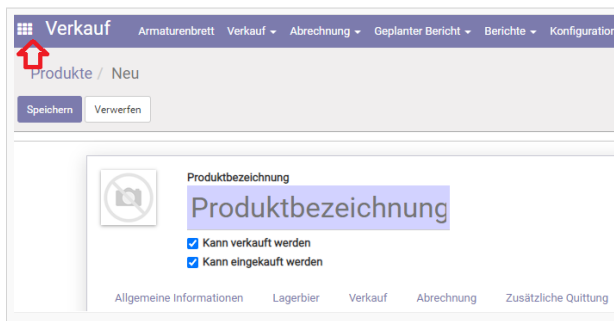 Verkauf Armaturenbrett Verkauf Abrechnung Geplanter Bericht Berichte Konfiguration
Produkte / Neu
Speichern Verwerfen
Produktbezeichnung
Produktbezeichnung
Kann verkauft werden
Kann eingekauft werden
Allgemeine Informationen Lagerbier Verkauf Abrechnung Zusätzliche Quittung